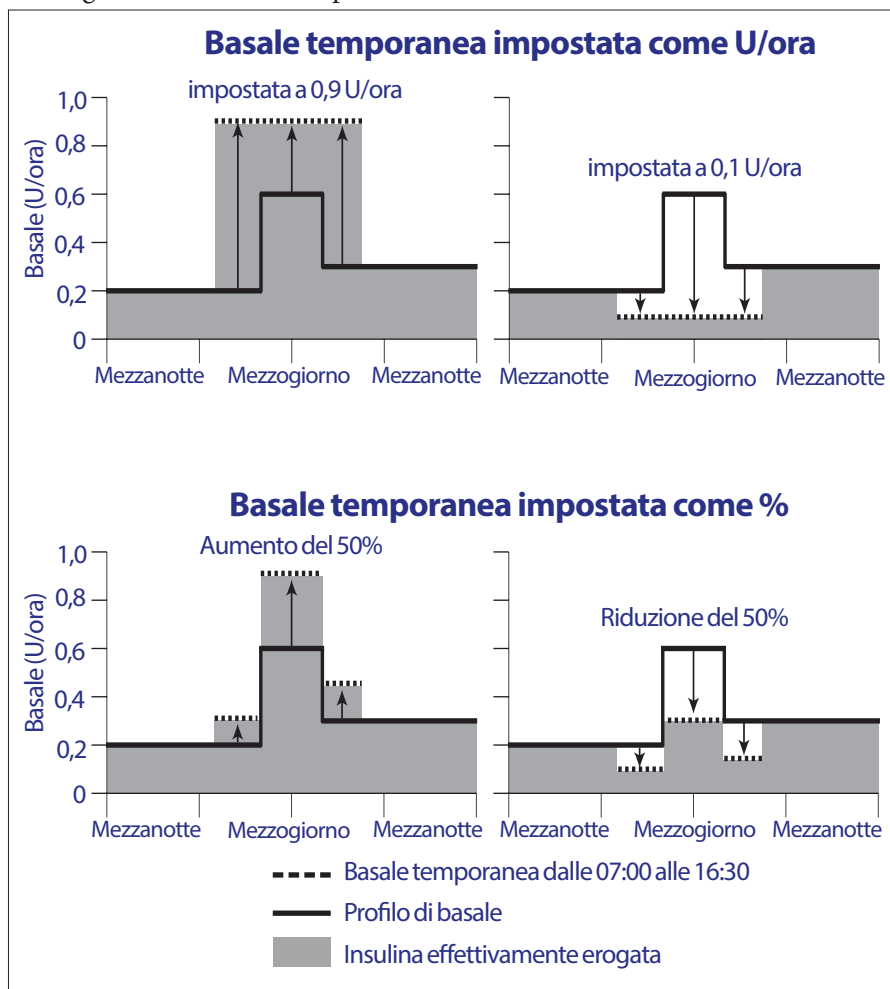 Basale temporanea impostata come U/ora
impostata a 0,9 U/ora
impostata a 0,1 U/ora
Basale (U/ora)
1,0
0,8
0,6
0,4
0,2
0
Mezzanotte Mezzogiorno Mezzanotte
Mezzanotte Mezzogiorno Mezzanotte
Basale temporanea impostata come %
Aumento del 50%
Riduzione del 50%
Basale (U/ora)
1,0
0,8
0,6
0,4
0,2
0
Mezzanotte Mezzogiorno Mezzanotte
Mezzanotte Mezzogiorno Mezzanotte
Basale temporanea dalle 07:00 alle 16:30
Profilo di basale
Insulina effettivamente erogata